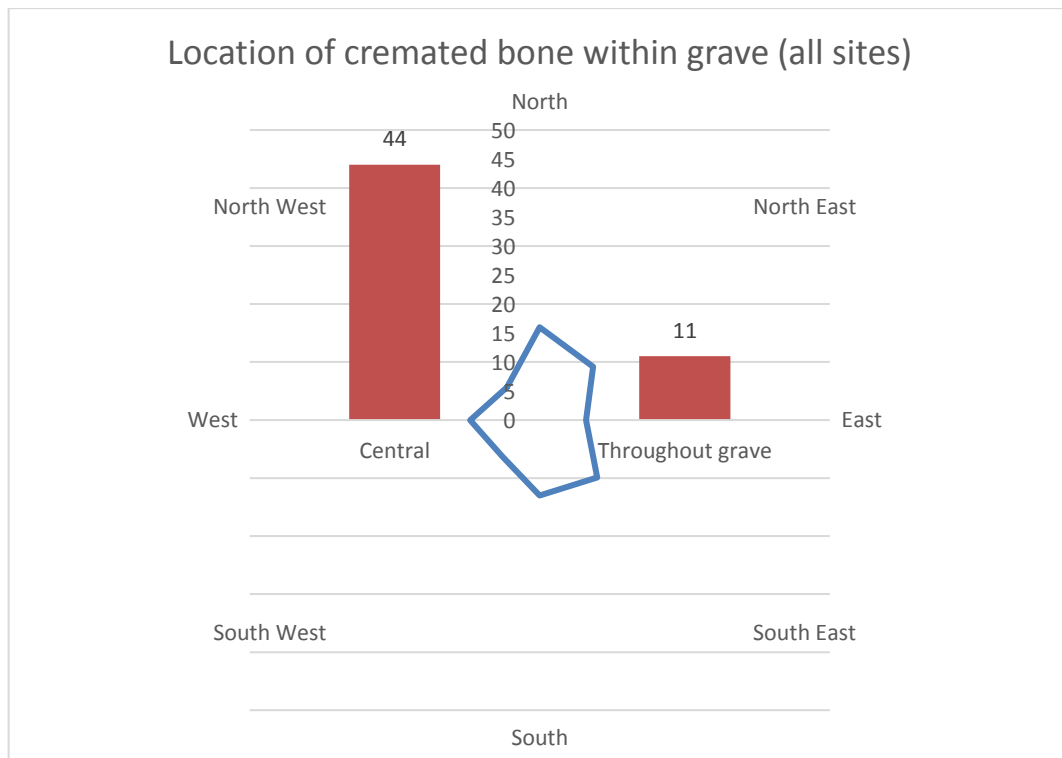 Location of cremated bone within grave (all sites)
North
50
44
45
40
North West
North East
35
30
25
20
15
11
10
5
0
West
East
Central
Throughout grave
South West
South East
South